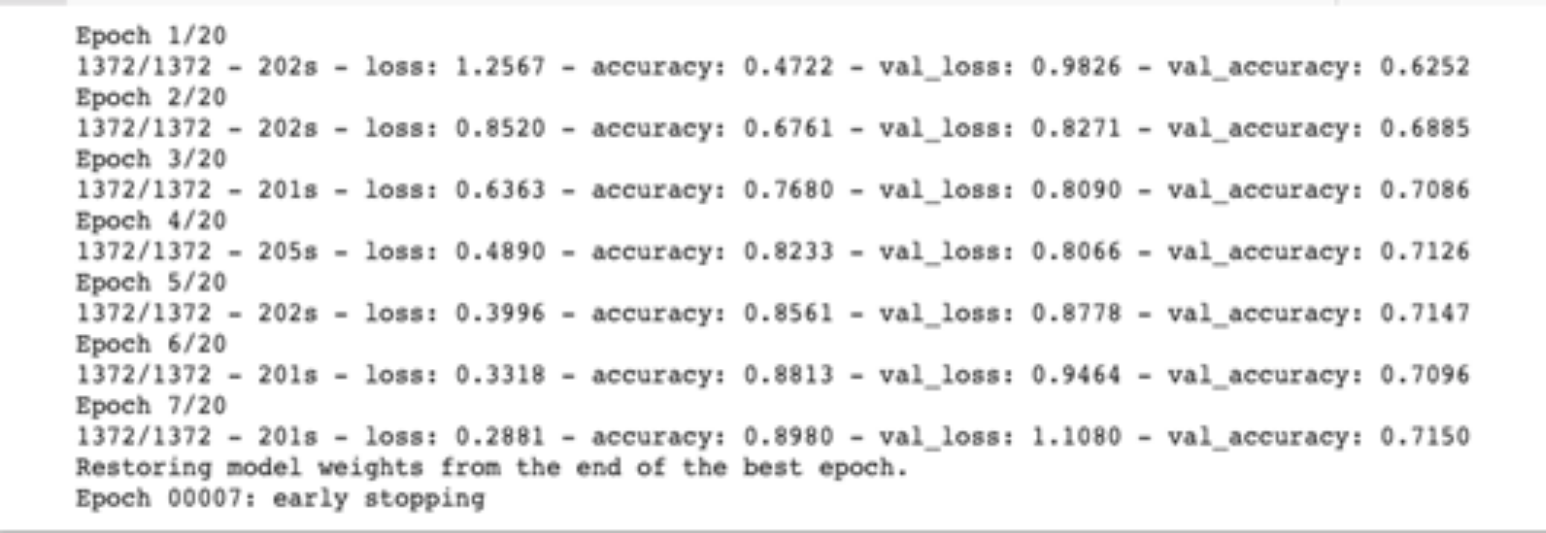 Epoch 1/20
1372/1372 - 202s - loss: 1.2567 - accuracy: 0.4722 - val_loss: 0.9826 - val_accuracy: 0.6252
Epoch 2/20
1372/1372 - 202s - loss: 0.8520 - accuracy: 0.6761 - val_loss: 0.8271 - val_accuracy: 0.6885
Epoch 3/20
1372/1372 - 201s - loss: 0.6363 - accuracy: 0.7680 - val_loss: 0.8090 - val_accuracy: 0.7086
Epoch 4/20
1372/1372 - 205s - loss: 0.4890 - accuracy: 0.8233 - val_loss: 0.8066 - val_accuracy: 0.7126
Epoch 5/20
1372/1372 - 202s - loss: 0.3996 - accuracy: 0.8561 - val_loss: 0.8778 - val_accuracy: 0.7147
Epoch 6/20
1372/1372 - 201s - loss: 0.3318 - accuracy: 0.8813 - val_loss: 0.9464 - val_accuracy: 0.7096
Epoch 7/20
1372/1372 - 201s - loss: 0.2881 - accuracy: 0.8980 - val_loss: 1.1080 - val_accuracy: 0.7150
Restoring model weights from the end of the best epoch.
Epoch 00007: early stopping